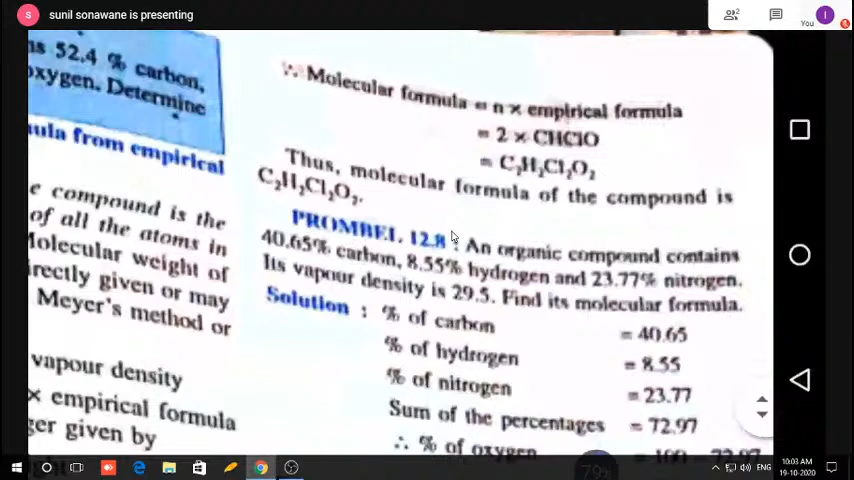 sunil sonawane is presenting
You
ns 52.4 % carbon,
oxygen. Determine
ula from empirical
e compound is the
of all the atoms in
Molecular weight of
irectly given or may
Meyer's method or
vapour density
× empirical formula
ger given by
∴ Molecular formula = n × empirical formula
= 2 × CHClO
= C₂H₂Cl₂O₂
Thus, molecular formula of the compound is
C₂H₂Cl₂O₂.
PROMBEL 12.8 : An organic compound contains
40.65% carbon, 8.55% hydrogen and 23.77% nitrogen.
Its vapour density is 29.5. Find its molecular formula.
Solution : % of carbon = 40.65
% of hydrogen = 8.55
% of nitrogen = 23.77
Sum of the percentages = 72.97
∴ % of oxygen = 100 – 72.97
79%
ENG
10:03 AM
19-10-2020